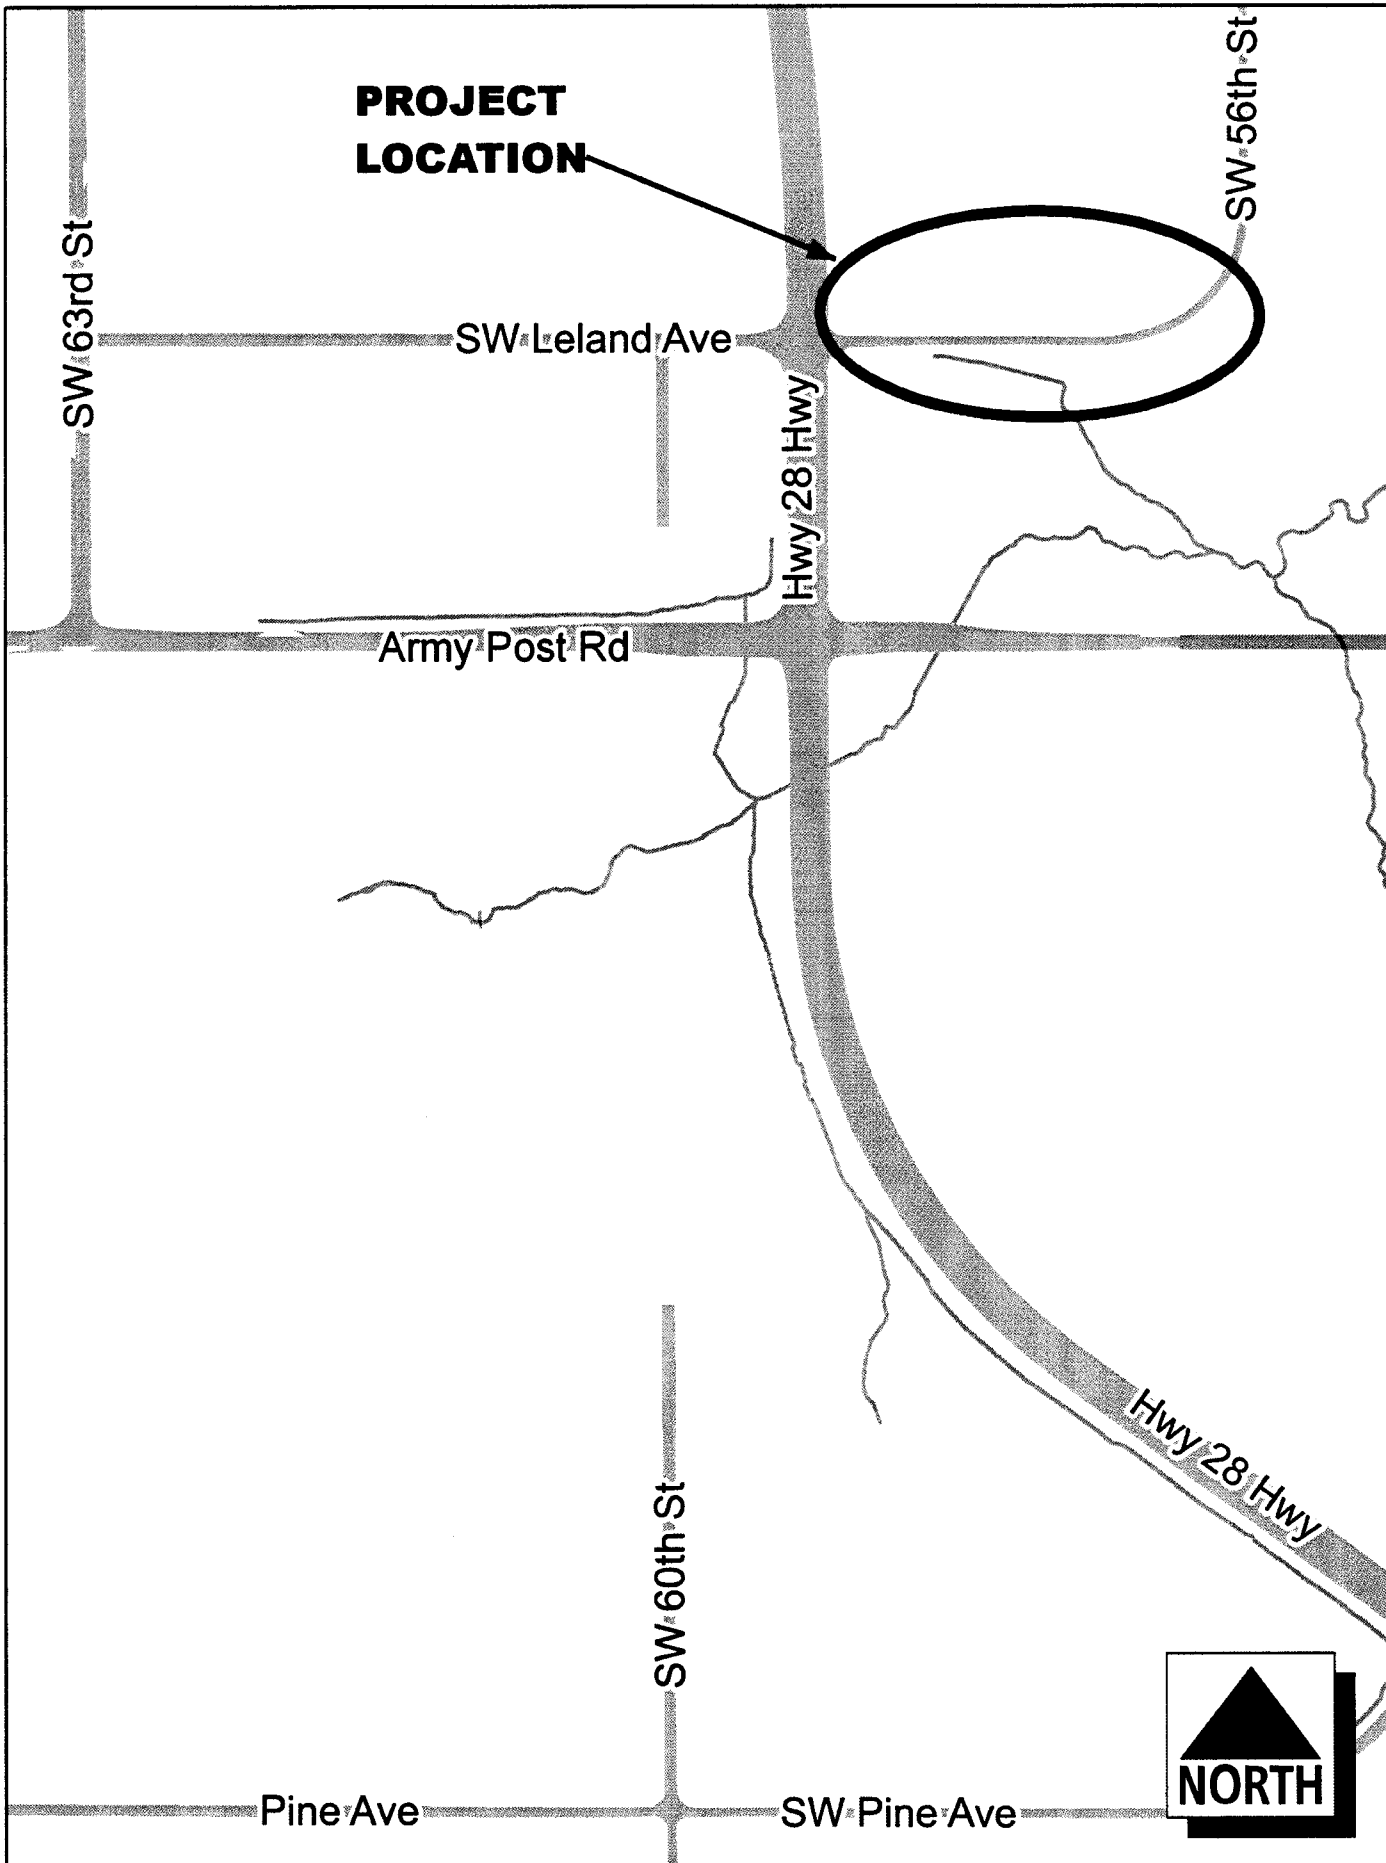 PROJECT
LOCATION
SW 56th St
SW 63rd St
SW Leland Ave
Hwy 28 Hwy
Army Post Rd
Hwy 28 Hwy
SW 60th St
NORTH
Pine Ave
SW Pine Ave